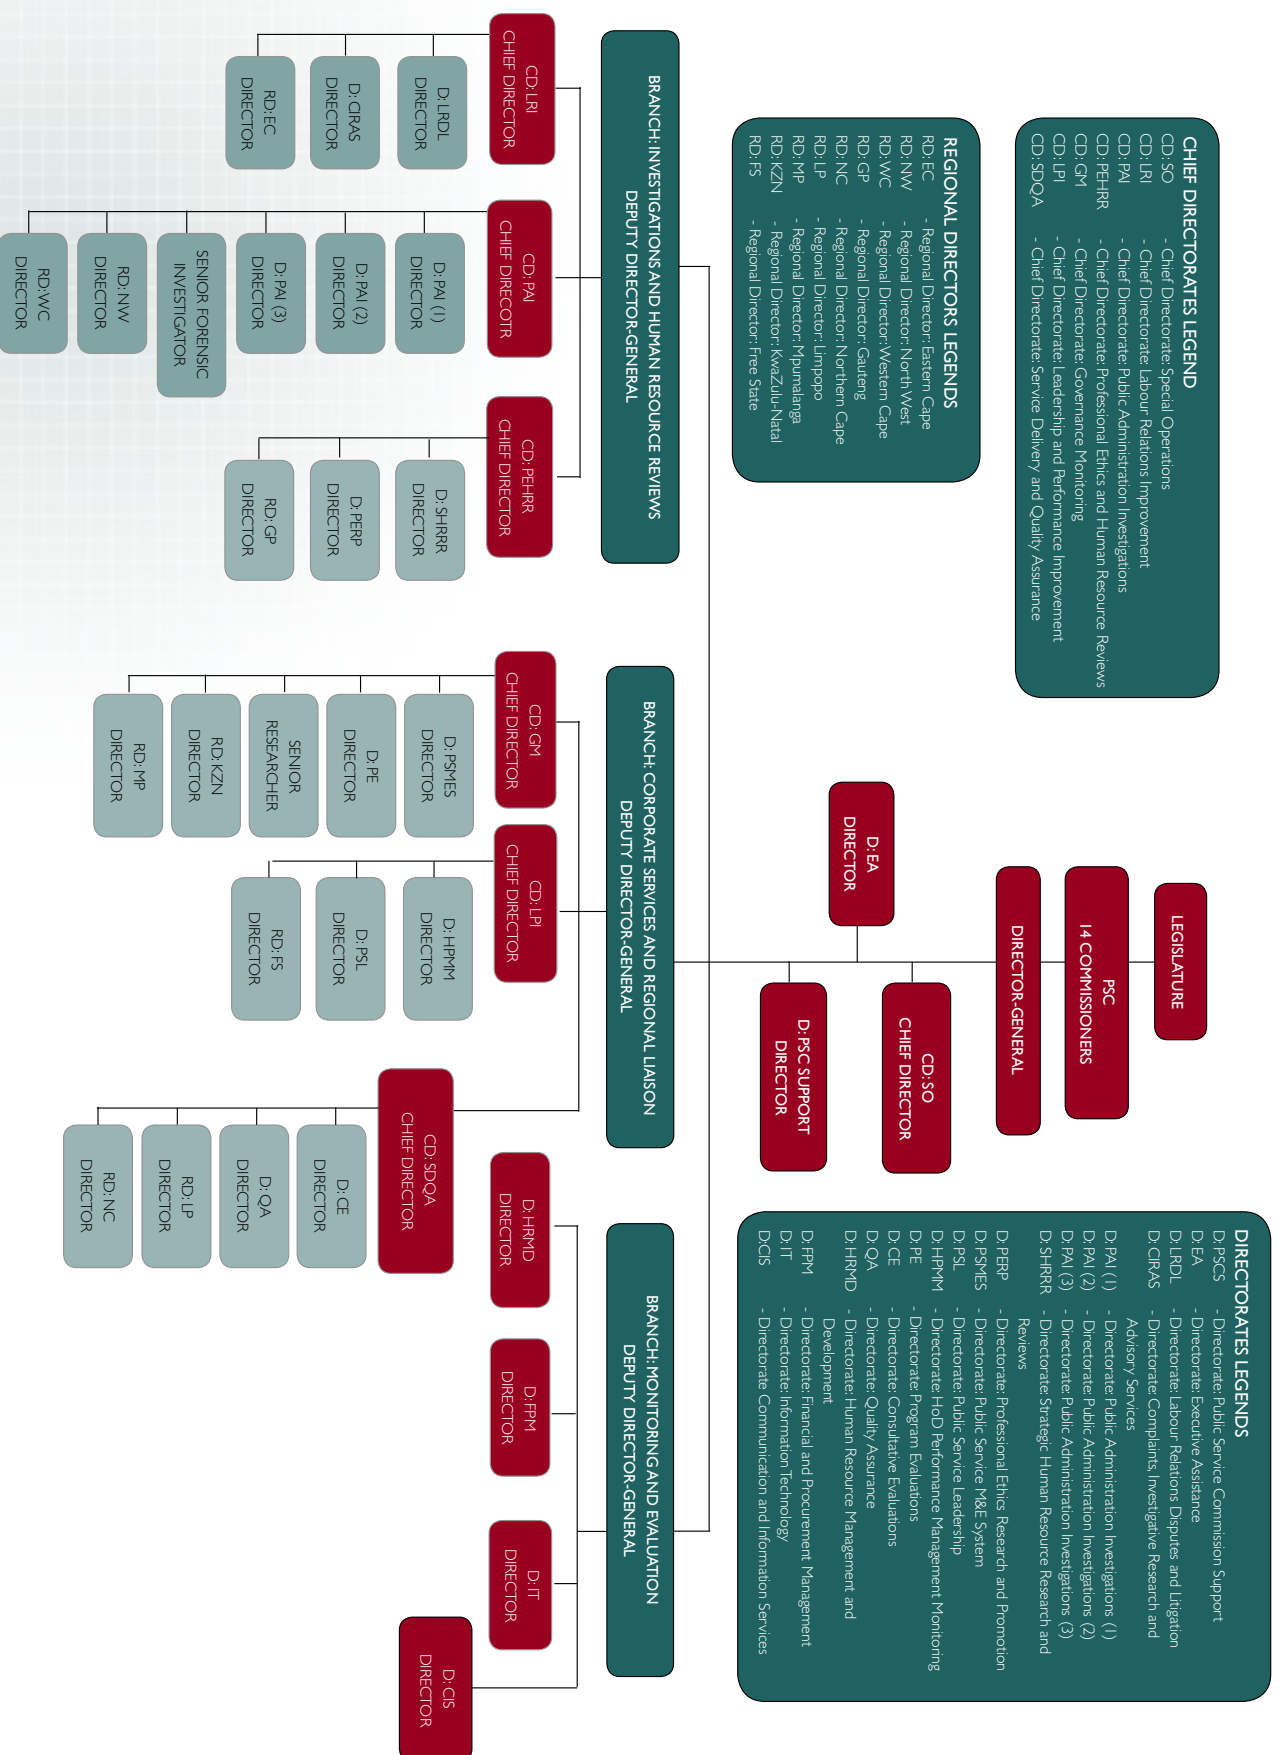 LEGISLATURE
PSC
14 COMMISSIONERS
DIRECTOR-GENERAL
CD: SO
CHIEF DIRECTOR
D: EA
DIRECTOR
D: PSC SUPPORT
DIRECTOR
CHIEF DIRECTORATES LEGEND
CD: SO - Chief Directorate: Special Operations
CD: LRI - Chief Directorate: Labour Relations Improvement
CD: PAI - Chief Directorate: Public Administration Investigations
CD: PEHRR - Chief Directorate: Professional Ethics and Human Resource Reviews
CD: GM - Chief Directorate: Governance Monitoring
CD: LPI - Chief Directorate: Leadership and Performance Improvement
CD: SDQA - Chief Directorate: Service Delivery and Quality Assurance
REGIONAL DIRECTORS LEGENDS
RD: EC - Regional Director: Eastern Cape
RD: NW - Regional Director: North West
RD: WC - Regional Director: Western Cape
RD: GP - Regional Director: Gauteng
RD: NC - Regional Director: Northern Cape
RD: LP - Regional Director: Limpopo
RD: MP - Regional Director: Mpumalanga
RD: KZN - Regional Director: KwaZulu-Natal
RD: FS - Regional Director: Free State
DIRECTORATES LEGENDS
D: PSCS - Directorate: Public Service Commission Support
D: EA - Directorate: Executive Assistance
D: LRDL - Directorate: Labour Relations Disputes and Litigation
D: CIRAS - Directorate: Complaints, Investigative Research and
Advisory Services
D: PAI (1) - Directorate: Public Administration Investigations (1)
D: PAI (2) - Directorate: Public Administration Investigations (2)
D: PAI (3) - Directorate: Public Administration Investigations (3)
D: SHRRR - Directorate: Strategic Human Resource Research and
Reviews
D: PERP - Directorate: Professional Ethics Research and Promotion
D: PSMES - Directorate: Public Service M&E System
D: PSL - Directorate: Public Service Leadership
D: HPMM - Directorate: HoD Performance Management Monitoring
D: PE - Directorate: Program Evaluations
D: CE - Directorate: Consultative Evaluations
D: QA - Directorate: Quality Assurance
D: HRMD - Directorate: Human Resource Management and
Development
D: FPM - Directorate: Financial and Procurement Management
D: IT - Directorate: Information Technology
D: CIS - Directorate Communication and Information Services
BRANCH: INVESTIGATIONS AND HUMAN RESOURCE REVIEWS
DEPUTY DIRECTOR-GENERAL
CD: LRI
CHIEF DIRECTOR
D: LRDL
DIRECTOR
D: CIRAS
DIRECTOR
RD: EC
DIRECTOR
CD: PAI
CHIEF DIRECOTR
D: PAI (1)
DIRECTOR
D: PAI (2)
DIRECTOR
D: PAI (3)
DIRECTOR
SENIOR FORENSIC
INVESTIGATOR
RD: NW
DIRECTOR
RD: WC
DIRECTOR
CD: PEHRR
CHIEF DIRECTOR
D: SHRRR
DIRECTOR
D: PERP
DIRECTOR
RD: GP
DIRECTOR
BRANCH: CORPORATE SERVICES AND REGIONAL LIAISON
DEPUTY DIRECTOR-GENERAL
CD: GM
CHIEF DIRECTOR
D: PSMES
DIRECTOR
D: PE
DIRECTOR
SENIOR
RESEARCHER
RD: KZN
DIRECTOR
RD: MP
DIRECTOR
CD: LPI
CHIEF DIRECTOR
D: HPMM
DIRECTOR
D: PSL
DIRECTOR
RD: FS
DIRECTOR
CD: SDQA
CHIEF DIRECTOR
D: CE
DIRECTOR
D: QA
DIRECTOR
RD: LP
DIRECTOR
RD: NC
DIRECTOR
BRANCH: MONITORING AND EVALUATION
DEPUTY DIRECTOR-GENERAL
D: HRMD
DIRECTOR
D: FPM
DIRECTOR
D: IT
DIRECTOR
D: CIS
DIRECTOR